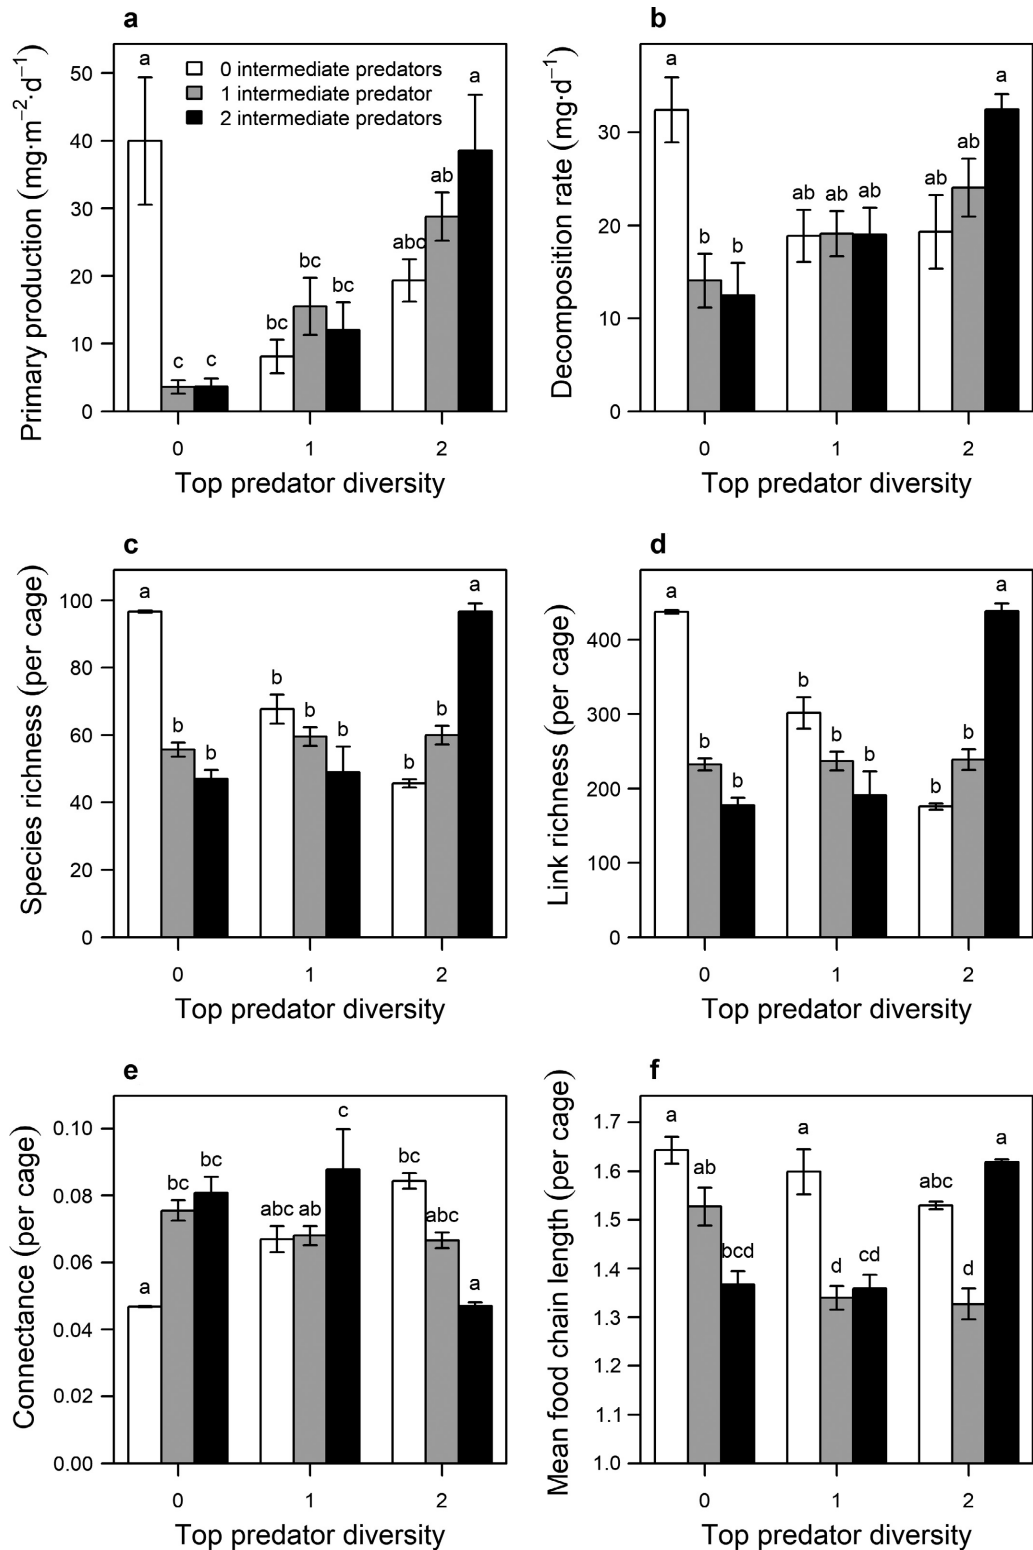 a
Primary production (mg·m−2·d−1)
50
40
30
20
10
0
0 intermediate predators
1 intermediate predator
2 intermediate predators
a
c
c
bc
bc
bc
abc
ab
a
0
1
2
Top predator diversity
b
Decomposition rate (mg·d−1)
30
20
10
0
a
b
b
ab
ab
ab
ab
ab
a
0
1
2
Top predator diversity
c
Species richness (per cage)
100
80
60
40
20
0
a
b
b
b
b
b
b
b
a
0
1
2
Top predator diversity
d
Link richness (per cage)
400
300
200
100
0
a
b
b
b
b
b
b
b
a
0
1
2
Top predator diversity
e
Connectance (per cage)
0.10
0.08
0.06
0.04
0.02
0.00
a
bc
bc
abc
ab
c
bc
abc
a
0
1
2
Top predator diversity
f
Mean food chain length (per cage)
1.7
1.6
1.5
1.4
1.3
1.2
1.1
1.0
a
ab
bcd
a
d
cd
abc
d
a
0
1
2
Top predator diversity